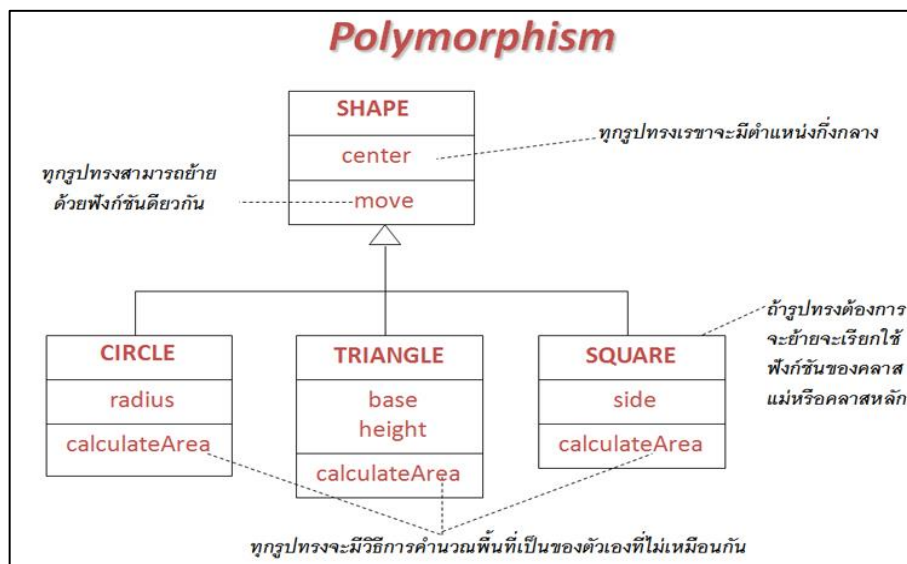 Polymorphism
SHAPE
center
move
ทุกรูปทรงเรขาจะมีตำแหน่งกึ่งกลาง
ทุกรูปทรงสามารถย้าย
ด้วยฟังก์ชันดียวกัน
CIRCLE
radius
calculateArea
TRIANGLE
base
height
calculateArea
SQUARE
side
calculateArea
ถ้ารูปทรงต้องการ
จะย้ายจะเรียกใช้
ฟังก์ชันของคลาส
แม่หรือคลาสหลัก
ทุกรูปทรงจะมีวิธีการคำนวณพื้นที่เป็นของตัวเองที่ไม่เหมือนกัน